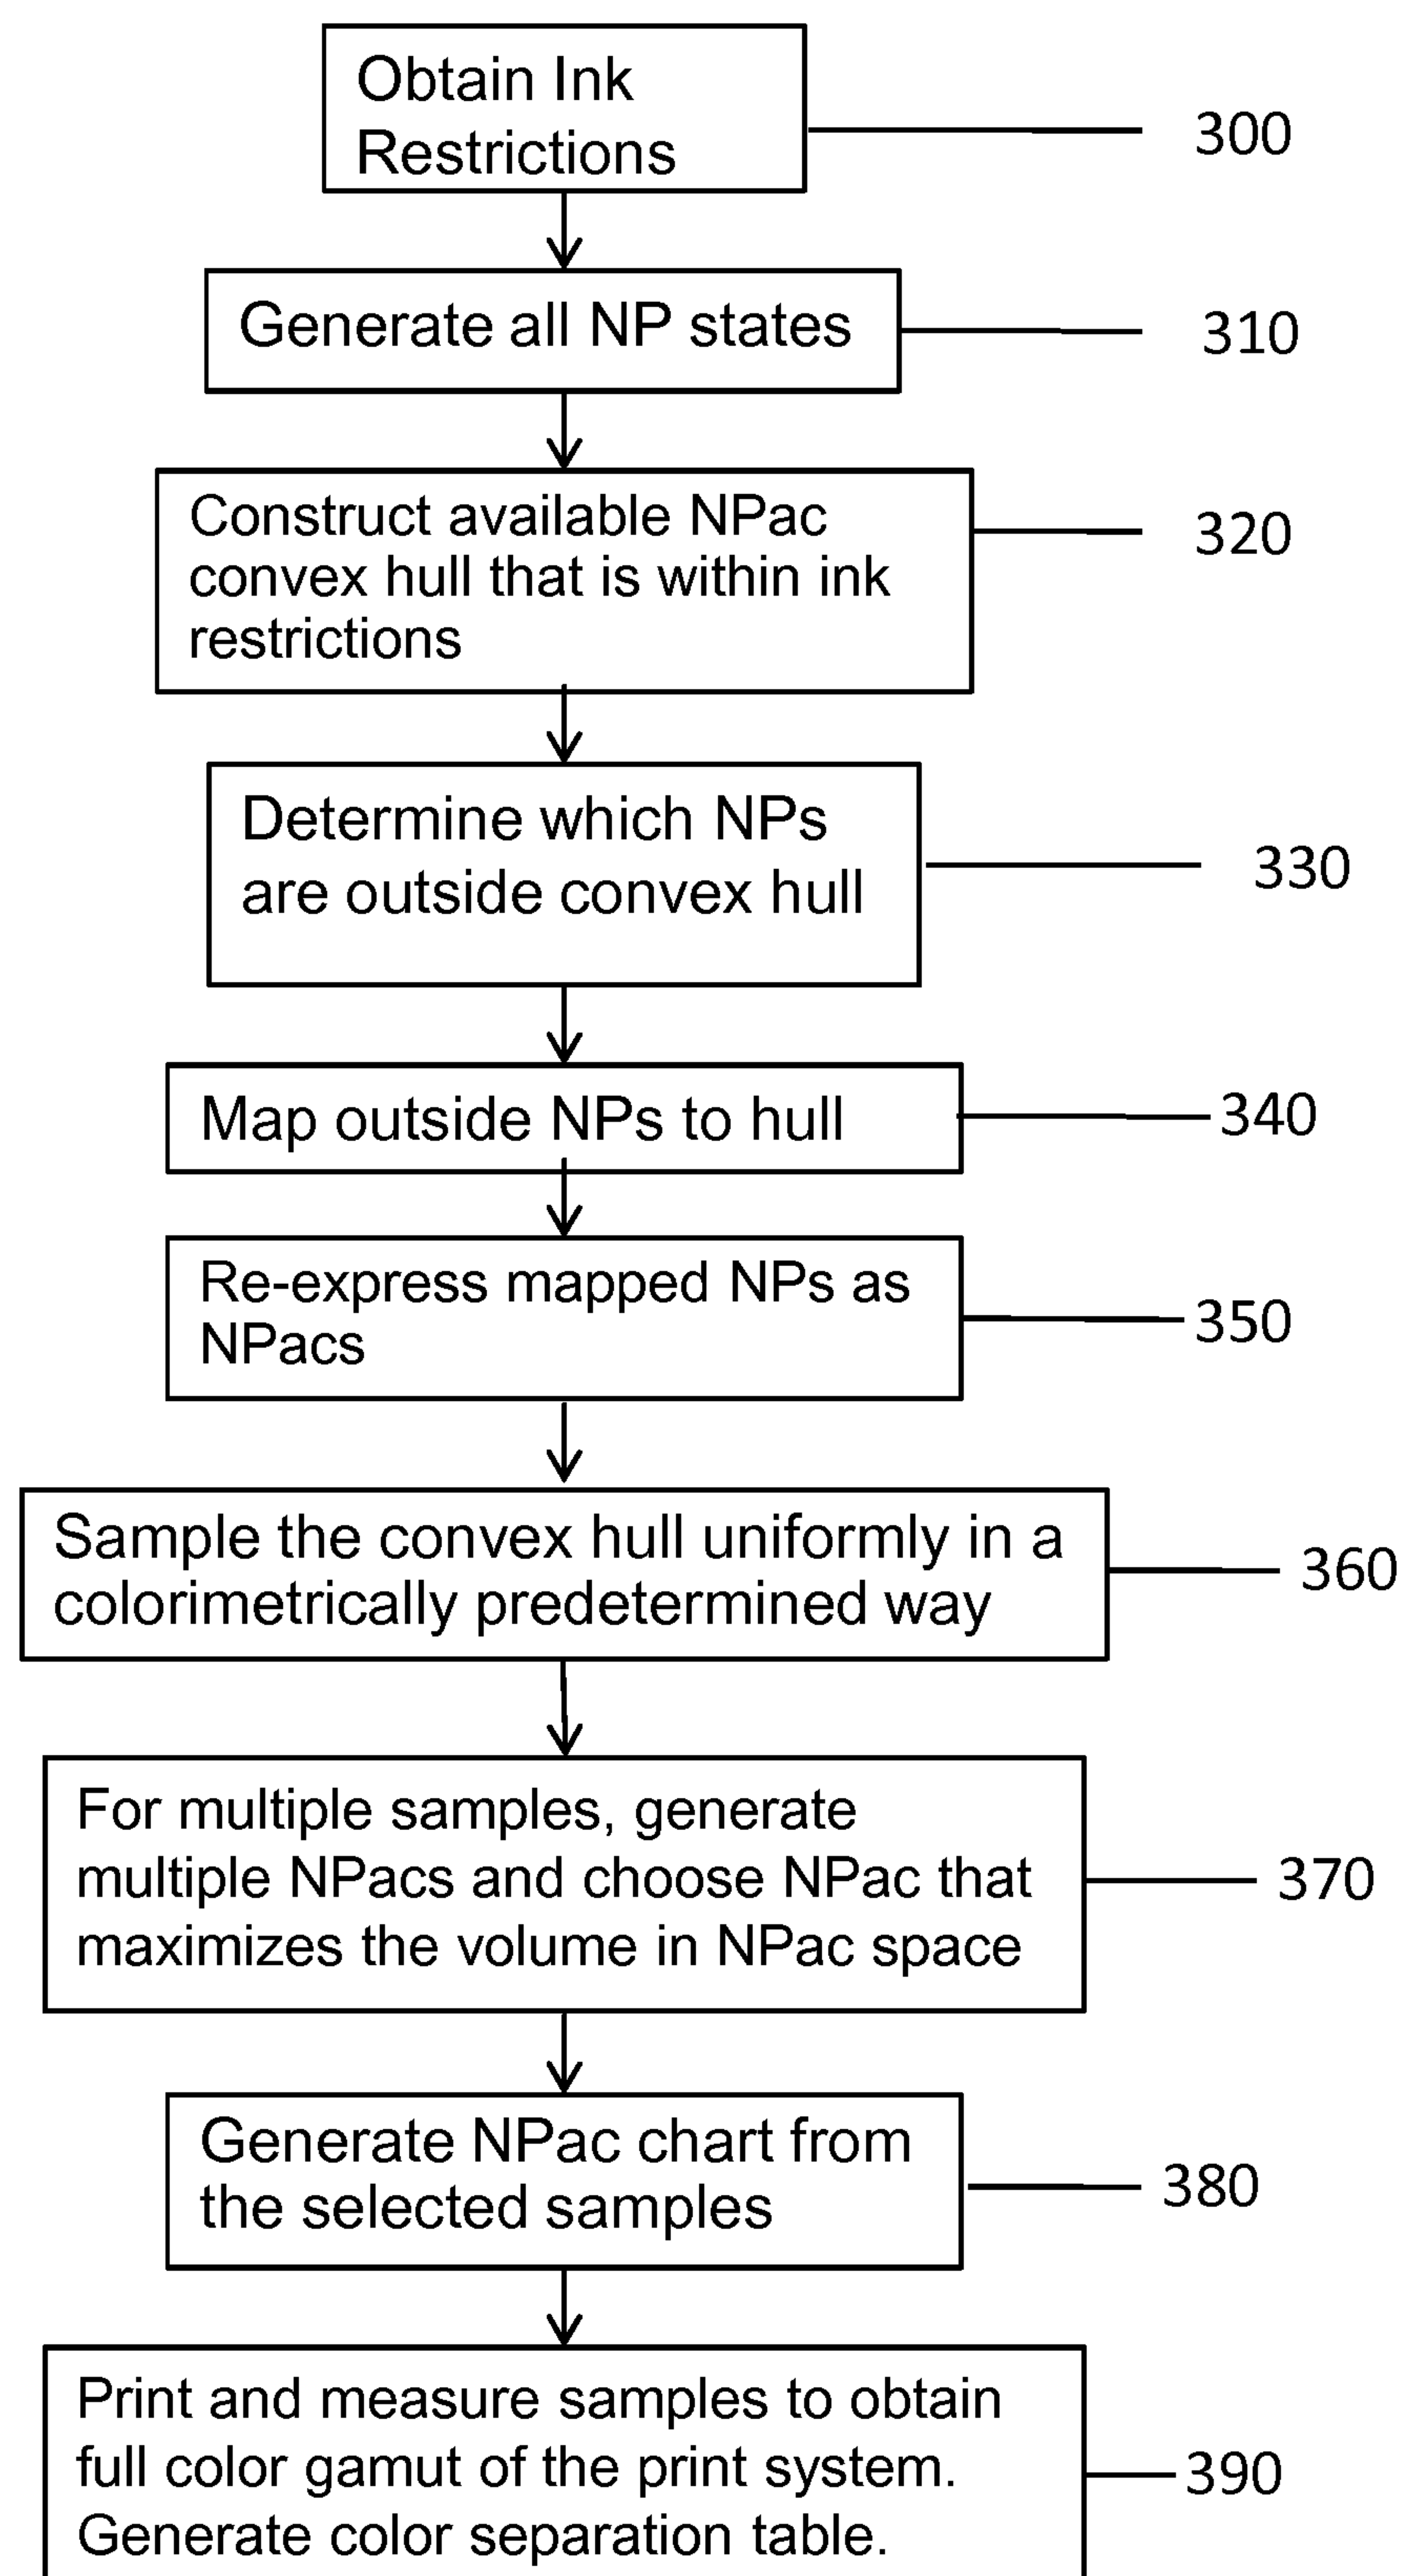 Obtain Ink
Restrictions
300
Generate all NP states
310
Construct available NPac
convex hull that is within ink
restrictions
320
Determine which NPs
are outside convex hull
330
Map outside NPs to hull
340
Re-express mapped NPs as
NPacs
350
Sample the convex hull uniformly in a
colorimetrically predetermined way
360
For multiple samples, generate
multiple NPacs and choose NPac that
maximizes the volume in NPac space
370
Generate NPac chart from
the selected samples
380
Print and measure samples to obtain
full color gamut of the print system.
Generate color separation table.
390